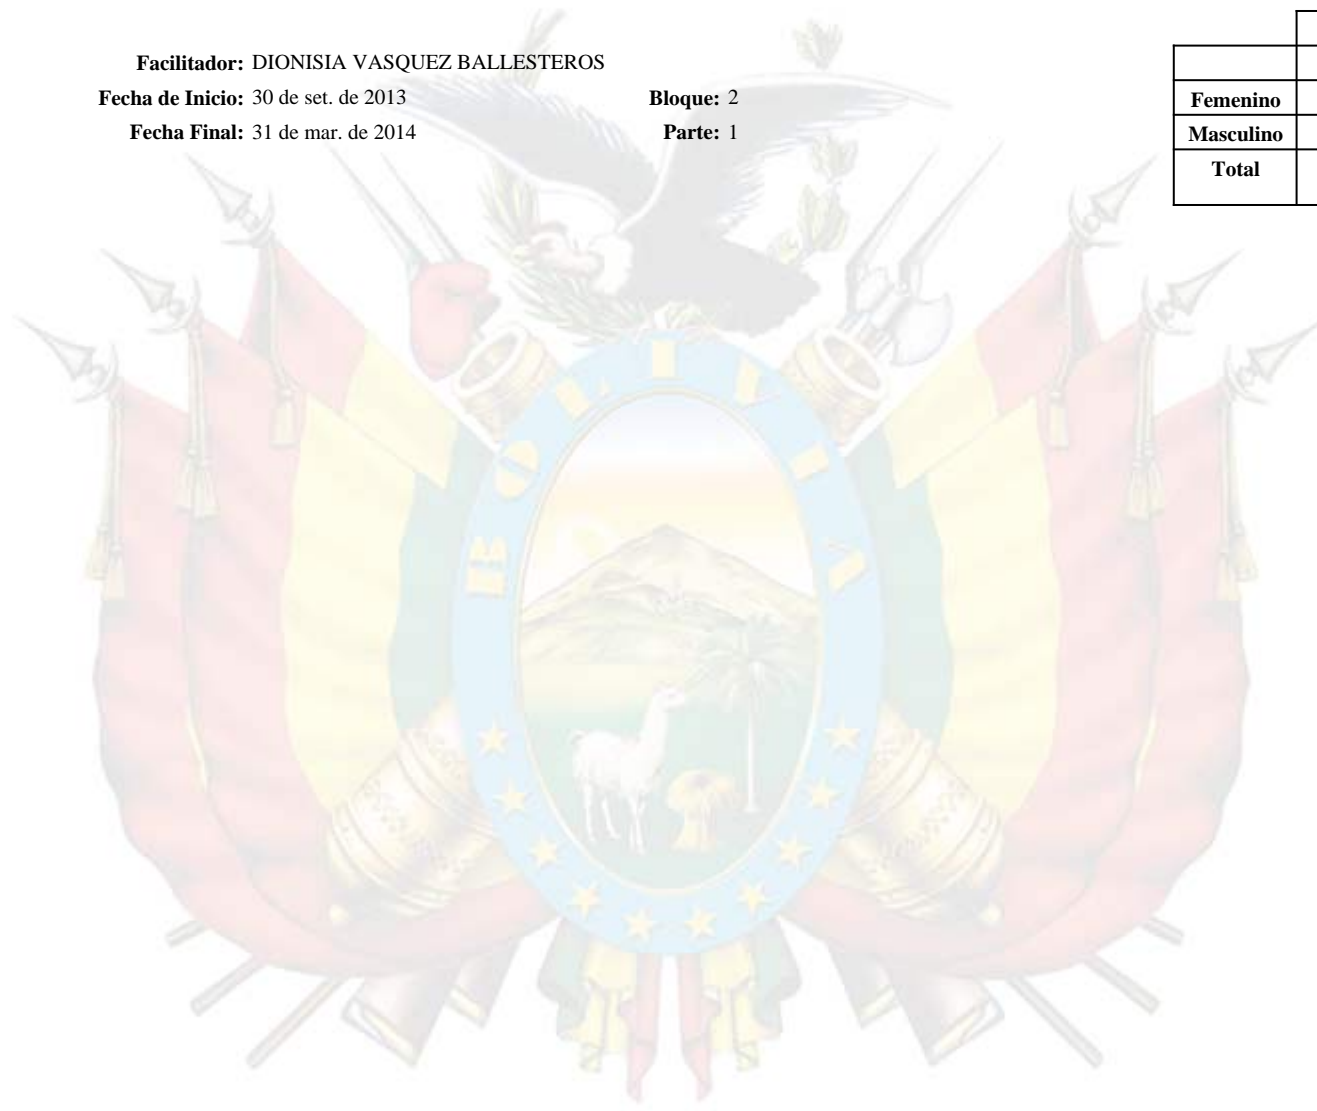 Facilitador: DIONISIA VASQUEZ BALLESTEROS
Fecha de Inicio: 30 de set. de 2013 Bloque: 2
Fecha Final: 31 de mar. de 2014 Parte: 1
Femenino
Masculino
Total
BOLIVIA